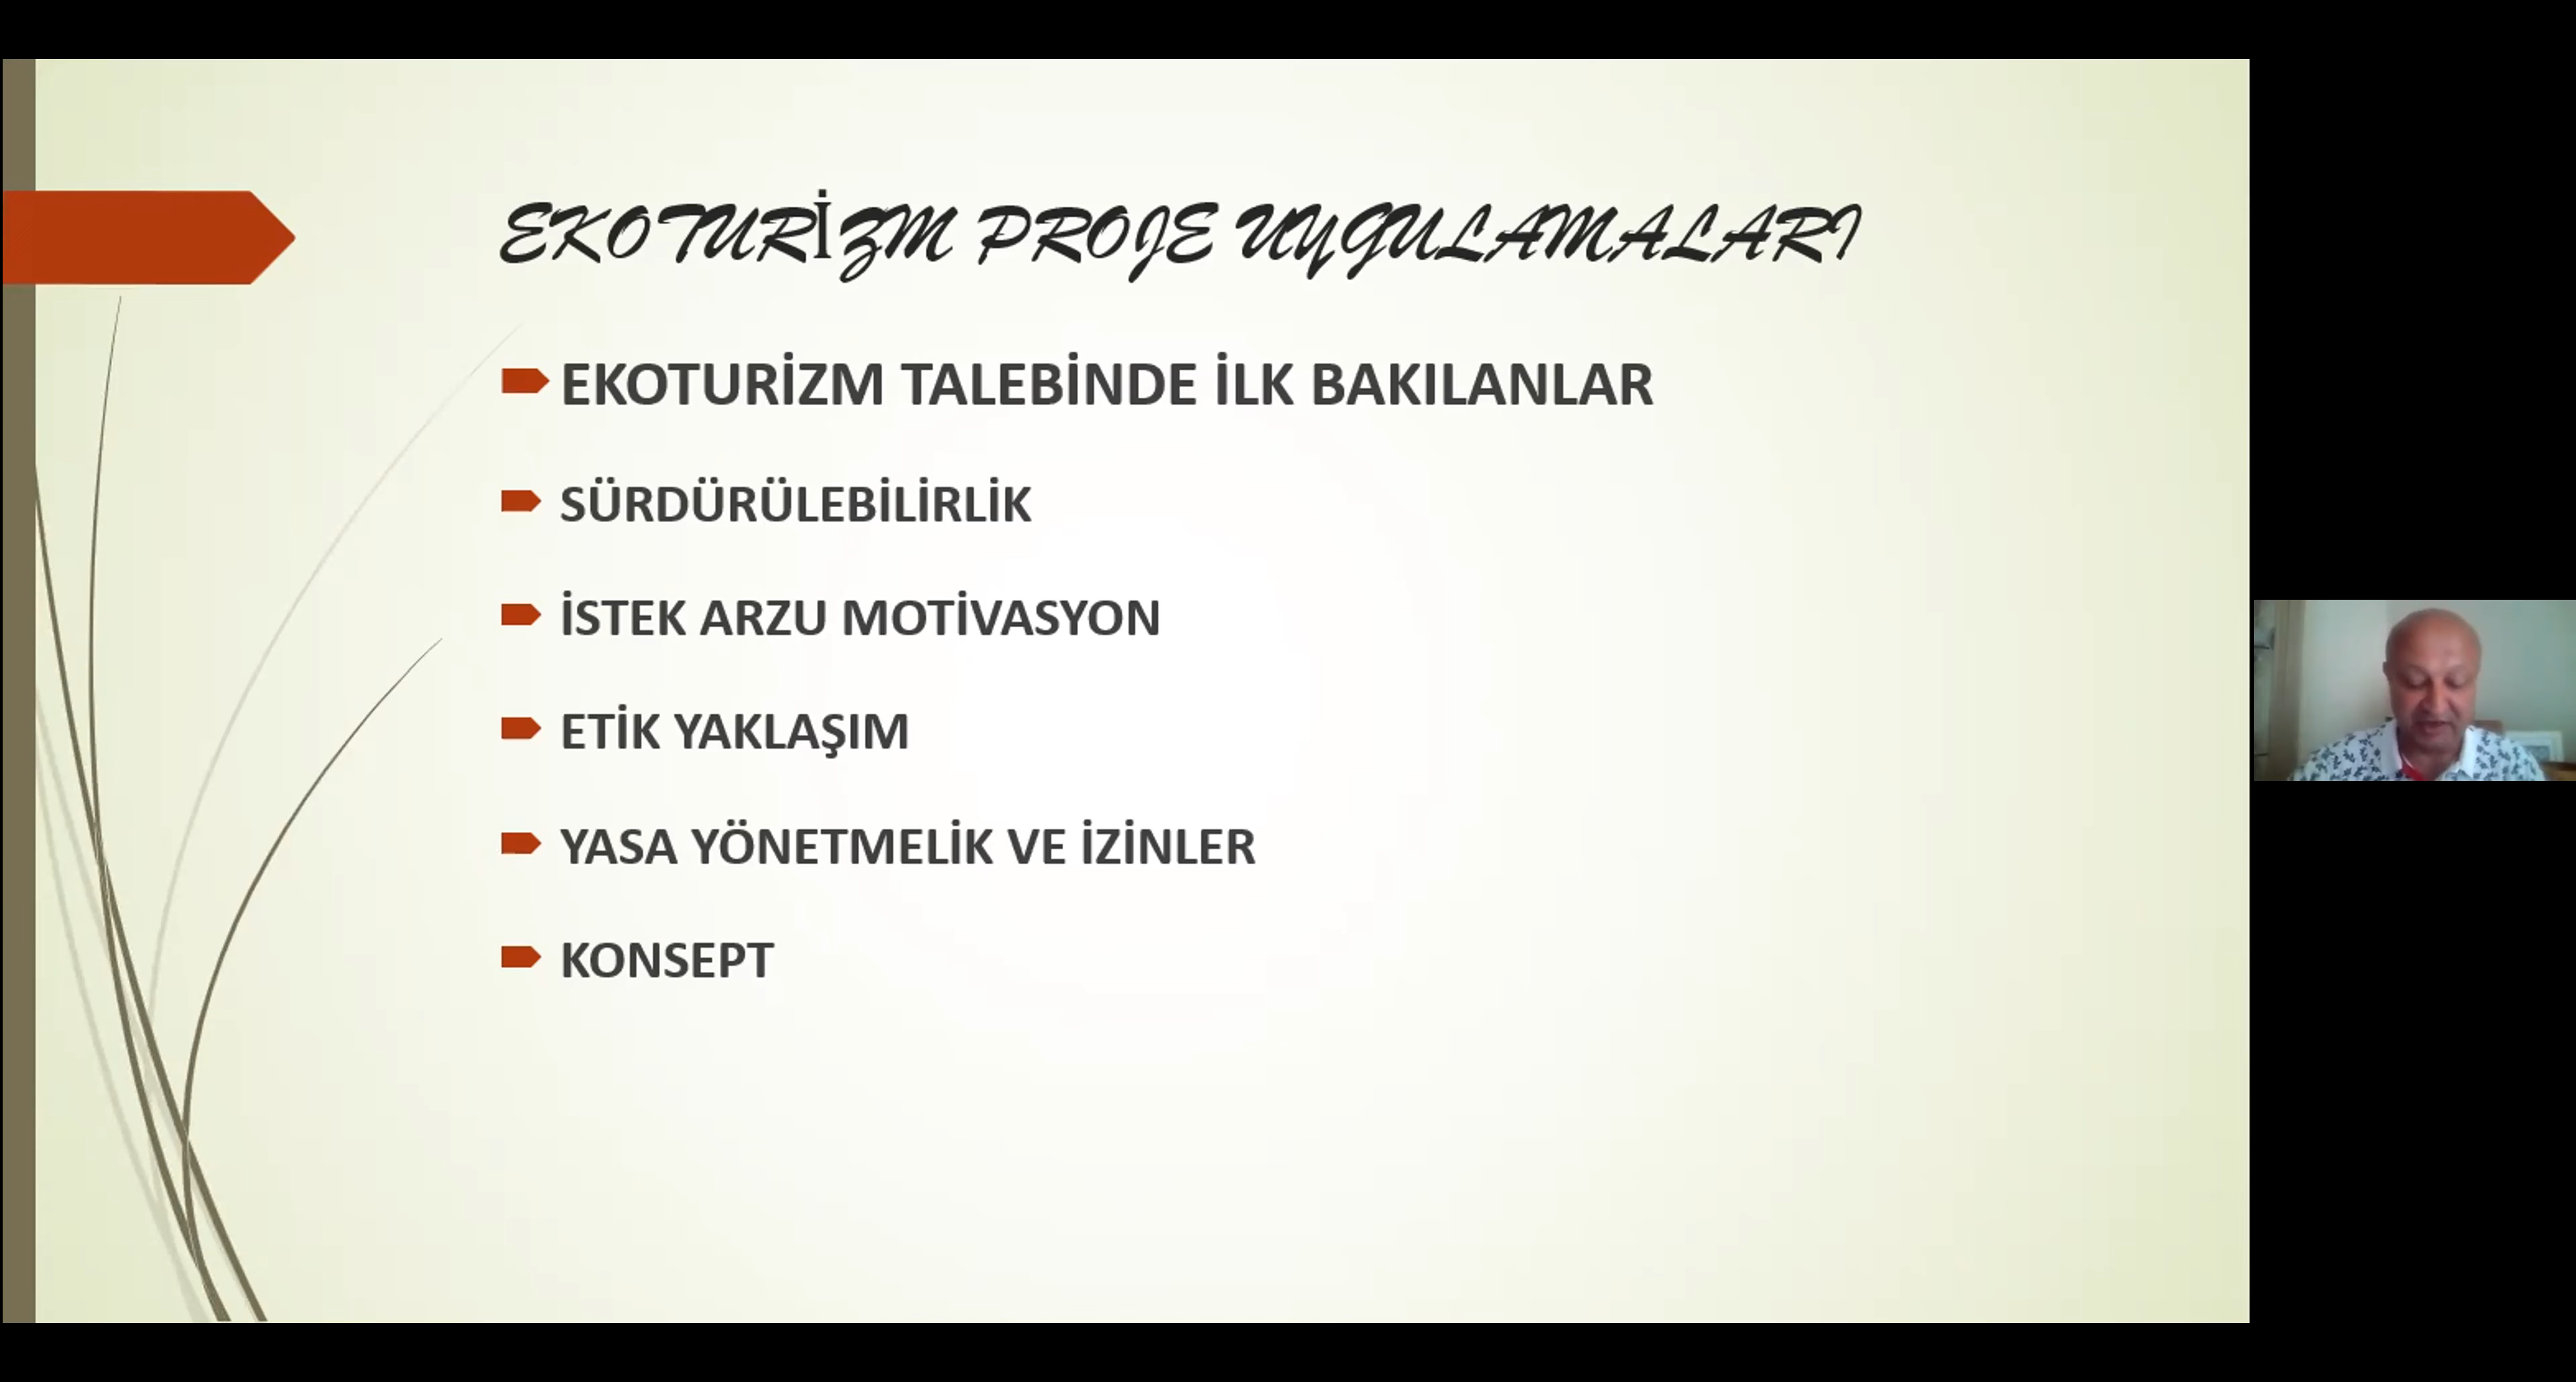 EKOTURİZM PROJE UYGULAMALARI
EKOTURİZM TALEBİNDE İLK BAKILANLAR
SÜRDÜRÜLEBİLİRLİK
İSTEK ARZU MOTİVASYON
ETİK YAKLAŞIM
YASA YÖNETMELİK VE İZİNLER
KONSEPT